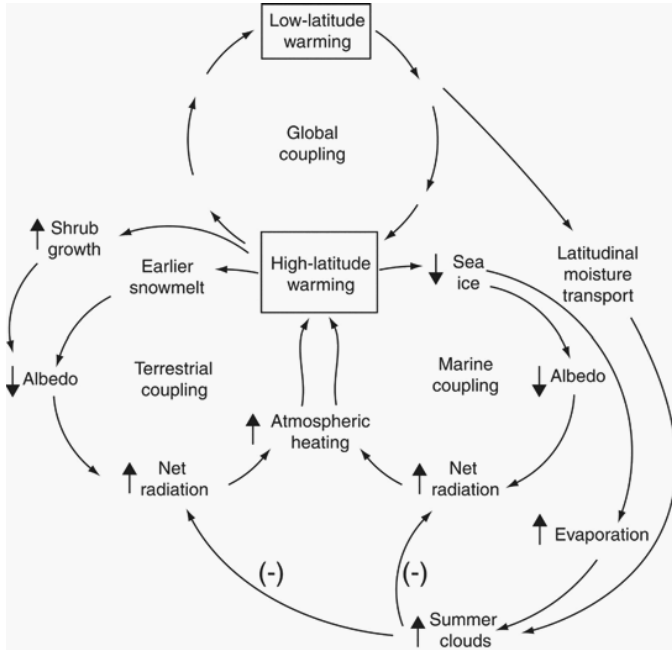 Low-latitude
warming
Global
coupling
Shrub
growth
Earlier
snowmelt
High-latitude
warming
Sea
ice
Latitudinal
moisture
transport
Albedo
Terrestrial
coupling
Marine
coupling
Albedo
Atmospheric
heating
Net
radiation
Net
radiation
Evaporation
(-)
(-)
Summer
clouds